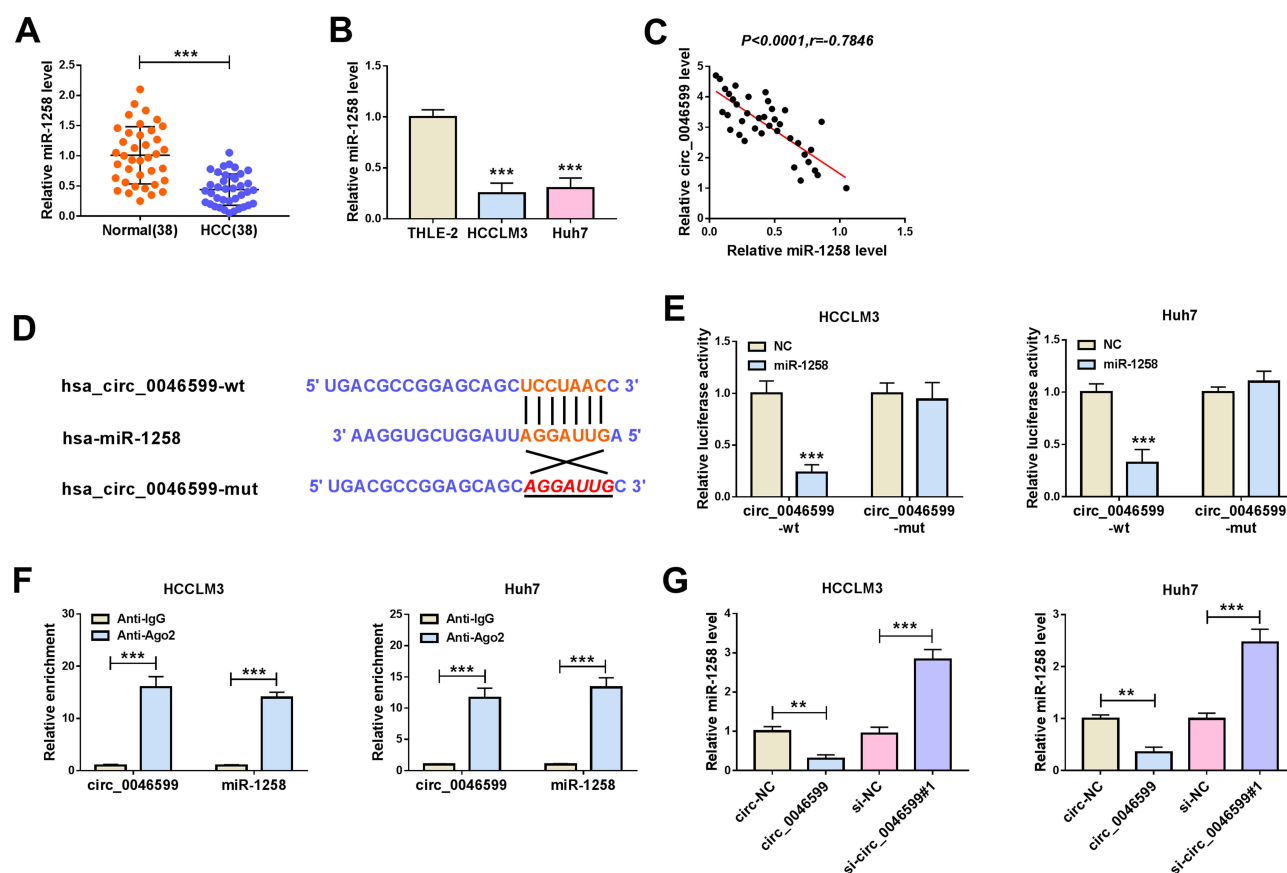 A
***
Relative miR-1258 level
2.5
2.0
1.5
1.0
0.5
0.0
Normal(38)
HCC(38)
B
Relative miR-1258 level
1.5
1.0
0.5
0.0
***
***
THLE-2
HCCLM3
Huh7
C
P<0.0001,r=-0.7846
Relative circ_0046599 level
5
4
3
2
1
0
0.0
0.5
1.0
1.5
Relative miR-1258 level
D
hsa_circ_0046599-wt
5' UGACGCCGGAGCAGCUCCUAACC 3'
hsa-miR-1258
3' AAGGUGCUGGAUUAGGAUUGA 5'
hsa_circ_0046599-mut
5' UGACGCCGGAGCAGCAGGAUUGC 3'
E
HCCLM3
Relative luciferase activity
1.5
1.0
0.5
0.0
NC
miR-1258
***
circ_0046599
-wt
circ_0046599
-mut
Huh7
Relative luciferase activity
1.5
1.0
0.5
0.0
NC
miR-1258
***
circ_0046599
-wt
circ_0046599
-mut
F
HCCLM3
Relative enrichment
30
20
10
0
Anti-IgG
Anti-Ago2
***
***
circ_0046599
miR-1258
Huh7
Relative enrichment
25
20
15
10
5
0
Anti-IgG
Anti-Ago2
***
***
circ_0046599
miR-1258
G
HCCLM3
Relative miR-1258 level
4
3
2
1
0
**
***
circ-NC
circ_0046599
si-NC
si-circ_0046599#1
Huh7
Relative miR-1258 level
3
2
1
0
**
***
circ-NC
circ_0046599
si-NC
si-circ_0046599#1